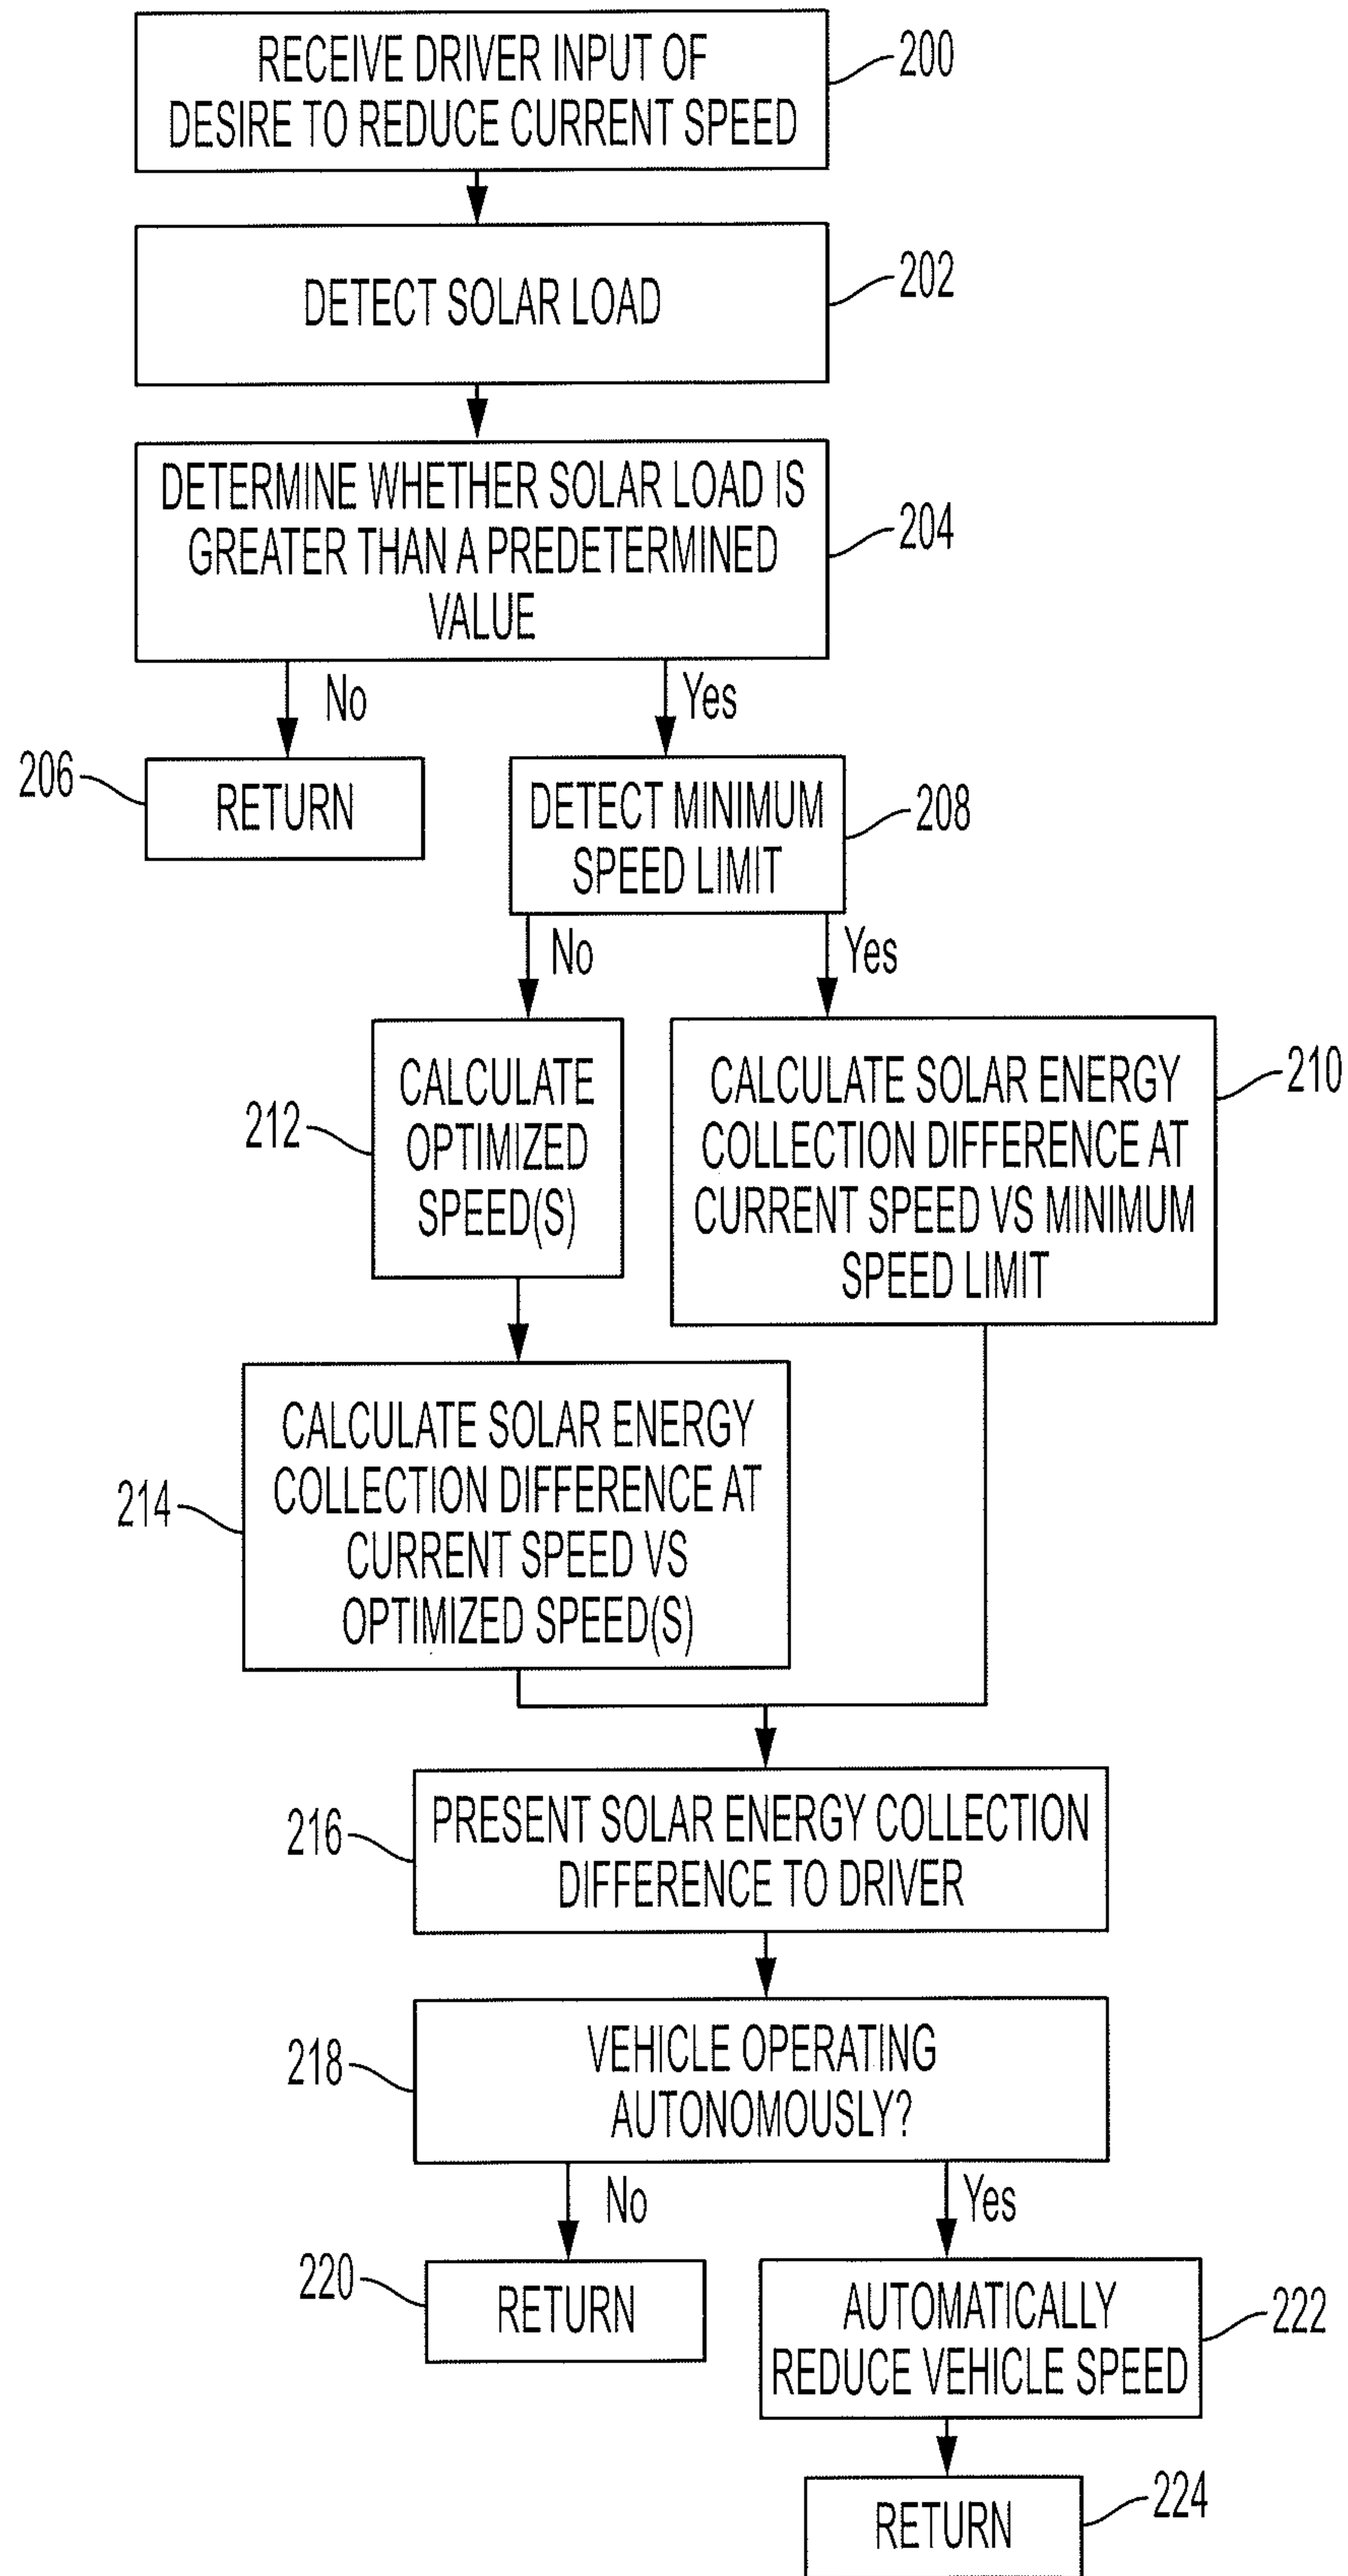 RECEIVE DRIVER INPUT OF
DESIRE TO REDUCE CURRENT SPEED
200
DETECT SOLAR LOAD
202
DETERMINE WHETHER SOLAR LOAD IS
GREATER THAN A PREDETERMINED
VALUE
204
No
Yes
206
RETURN
DETECT MINIMUM
SPEED LIMIT
208
No
Yes
212
CALCULATE
OPTIMIZED
SPEED(S)
CALCULATE SOLAR ENERGY
COLLECTION DIFFERENCE AT
CURRENT SPEED VS MINIMUM
SPEED LIMIT
210
214
CALCULATE SOLAR ENERGY
COLLECTION DIFFERENCE AT
CURRENT SPEED VS
OPTIMIZED SPEED(S)
216
PRESENT SOLAR ENERGY COLLECTION
DIFFERENCE TO DRIVER
218
VEHICLE OPERATING
AUTONOMOUSLY?
No
Yes
220
RETURN
AUTOMATICALLY
REDUCE VEHICLE SPEED
222
RETURN
224